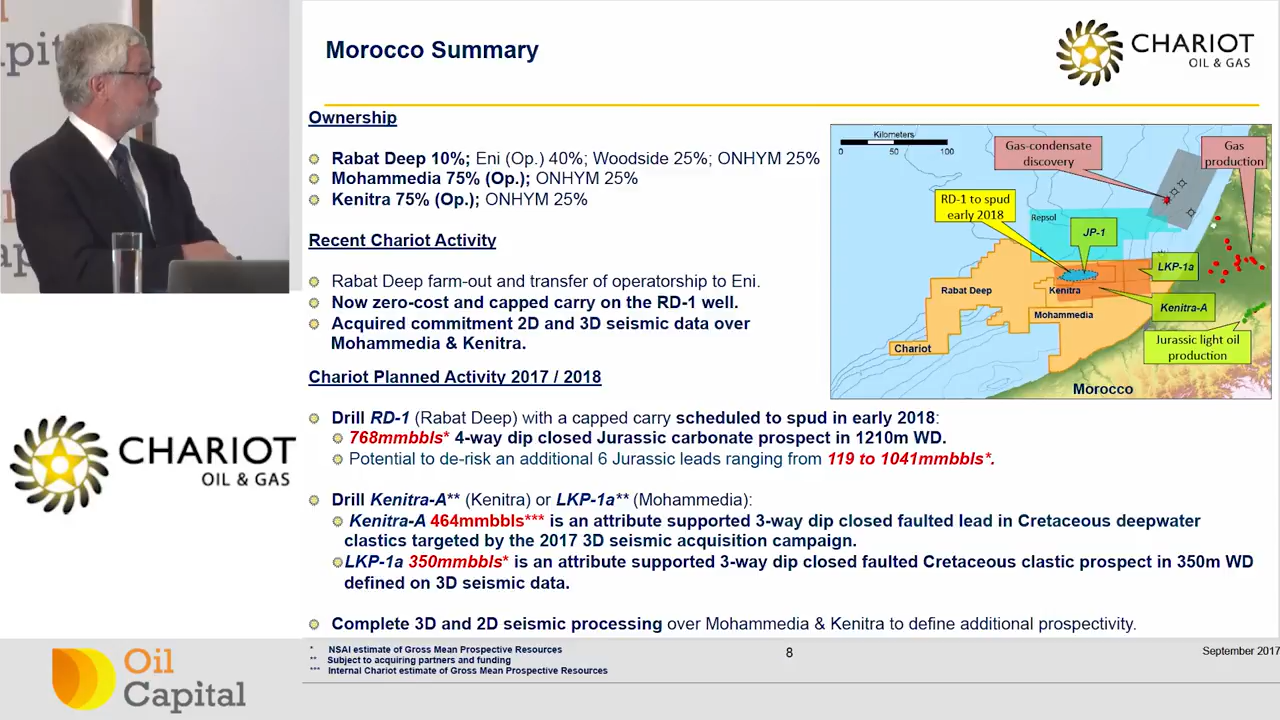 Oil
Capital
Morocco Summary
CHARIOT
OIL & GAS
Ownership
Rabat Deep 10%; Eni (Op.) 40%; Woodside 25%; ONHYM 25%
Mohammedia 75% (Op.); ONHYM 25%
Kenitra 75% (Op.); ONHYM 25%
Recent Chariot Activity
Rabat Deep farm-out and transfer of operatorship to Eni.
Now zero-cost and capped carry on the RD-1 well.
Acquired commitment 2D and 3D seismic data over
Mohammedia & Kenitra.
Kilometers
0 50 100
Gas-condensate
discovery
Gas
production
RD-1 to spud
early 2018
Repsol
JP-1
LKP-1a
Rabat Deep
Kenitra
Kenitra-A
Mohammedia
Chariot
Jurassic light oil
production
Morocco
Chariot Planned Activity 2017 / 2018
Drill RD-1 (Rabat Deep) with a capped carry scheduled to spud in early 2018:
768mmbbls* 4-way dip closed Jurassic carbonate prospect in 1210m WD.
Potential to de-risk an additional 6 Jurassic leads ranging from 119 to 1041mmbbls*.
Drill Kenitra-A** (Kenitra) or LKP-1a** (Mohammedia):
Kenitra-A 464mmbbls*** is an attribute supported 3-way dip closed faulted lead in Cretaceous deepwater
clastics targeted by the 2017 3D seismic acquisition campaign.
LKP-1a 350mmbbls* is an attribute supported 3-way dip closed faulted Cretaceous clastic prospect in 350m WD
defined on 3D seismic data.
Complete 3D and 2D seismic processing over Mohammedia & Kenitra to define additional prospectivity.
* NSAI estimate of Gross Mean Prospective Resources
** Subject to acquiring partners and funding
*** Internal Chariot estimate of Gross Mean Prospective Resources
8
September 2017
CHARIOT
OIL & GAS
Oil
Capital